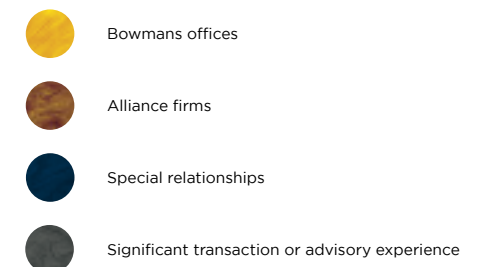 Bowmans offices
Alliance firms
Special relationships
Significant transaction or advisory experience